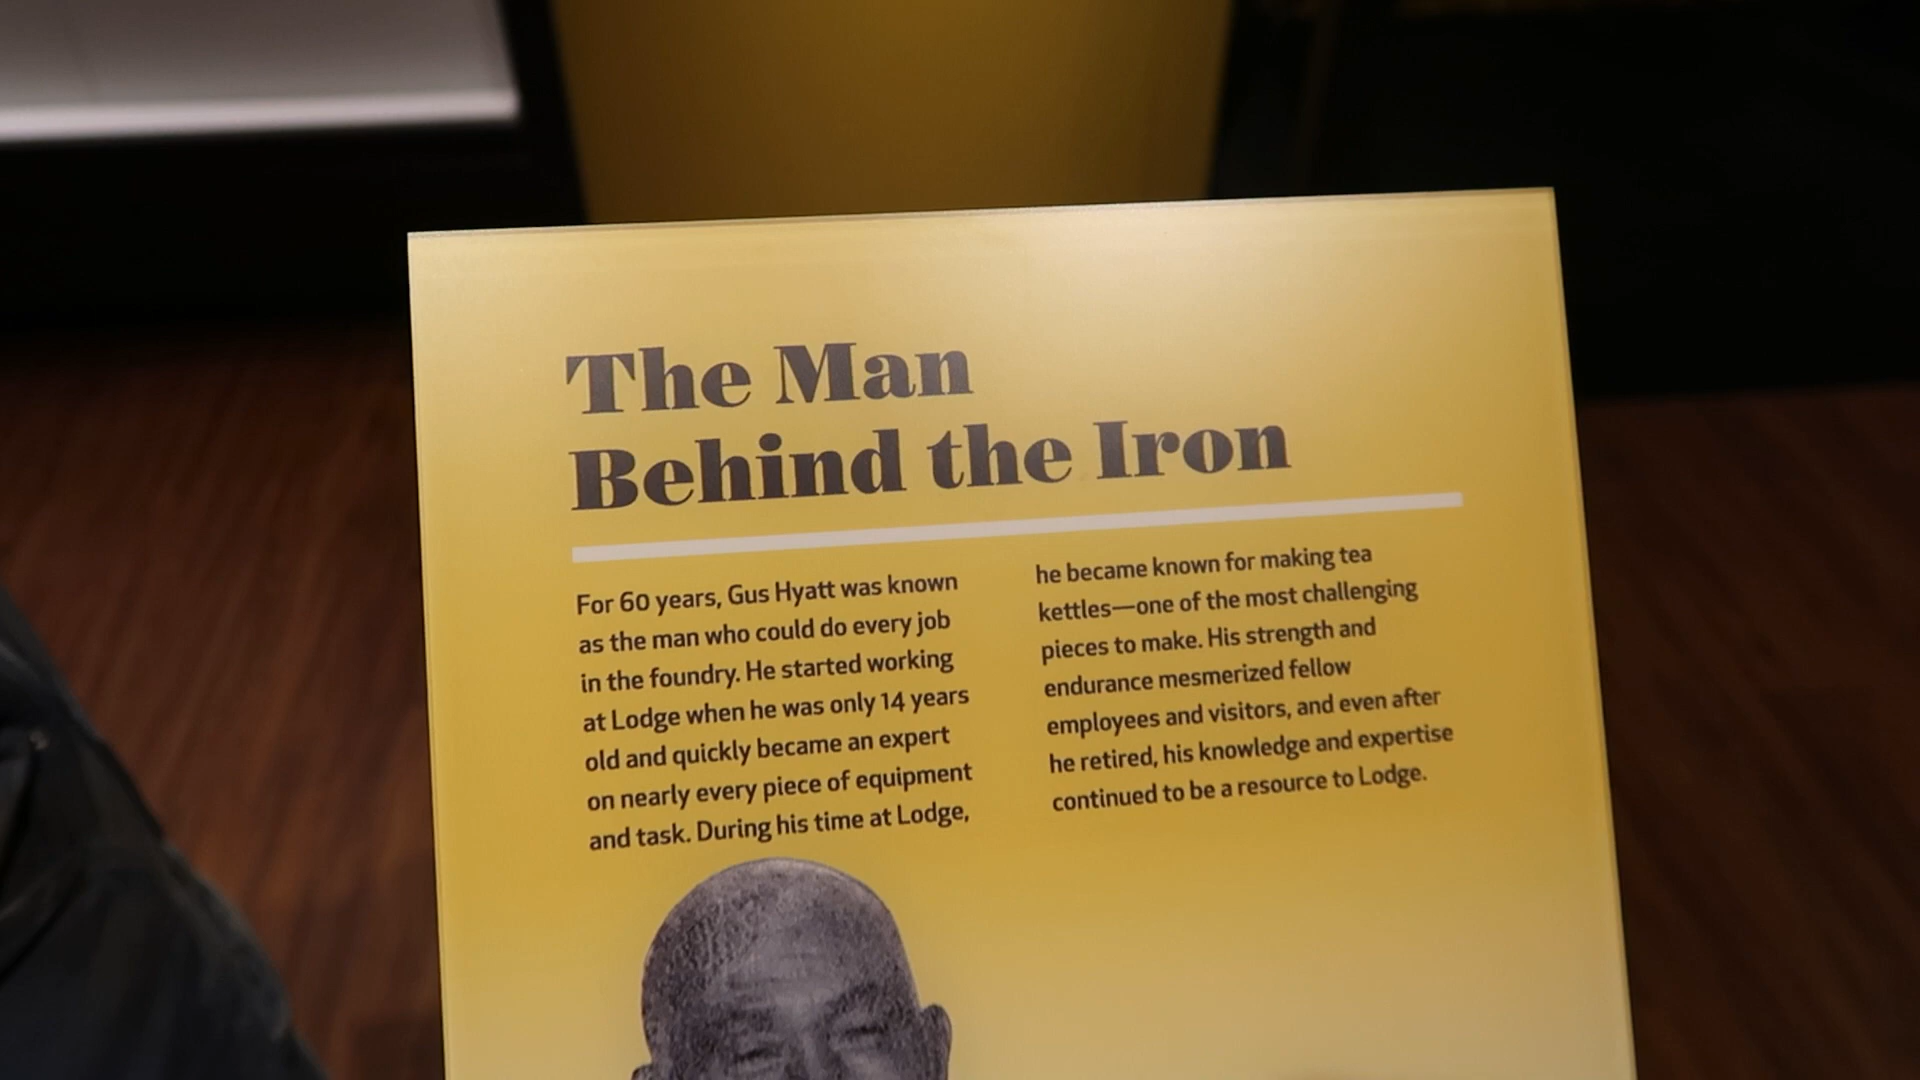 The Man
Behind the Iron
For 60 years, Gus Hyatt was known
as the man who could do every job
in the foundry. He started working
at Lodge when he was only 14 years
old and quickly became an expert
on nearly every piece of equipment
and task. During his time at Lodge,
he became known for making tea
kettles—one of the most challenging
pieces to make. His strength and
endurance mesmerized fellow
employees and visitors, and even after
he retired, his knowledge and expertise
continued to be a resource to Lodge.